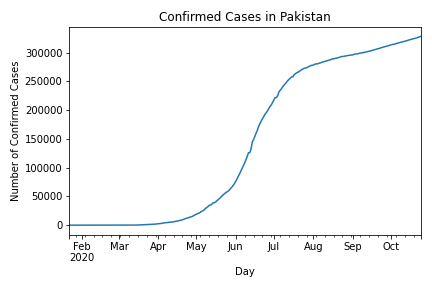 Confirmed Cases in Pakistan
Number of Confirmed Cases
300000
250000
200000
150000
100000
50000
0
Feb Mar Apr May Jun Jul Aug Sep Oct
2020
Day